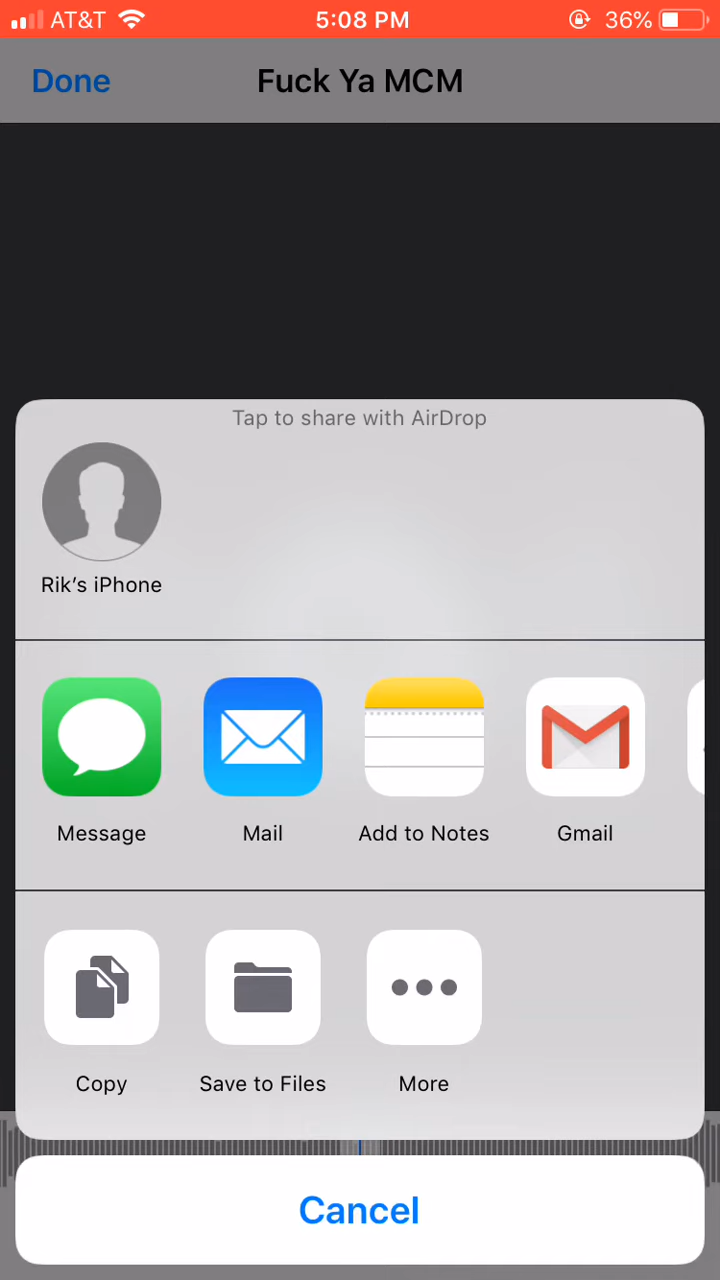 AT&T 5:08 PM 36%
Done Fuck Ya MCM
Tap to share with AirDrop
Rik’s iPhone
Message Mail Add to Notes Gmail
Copy Save to Files More
Cancel